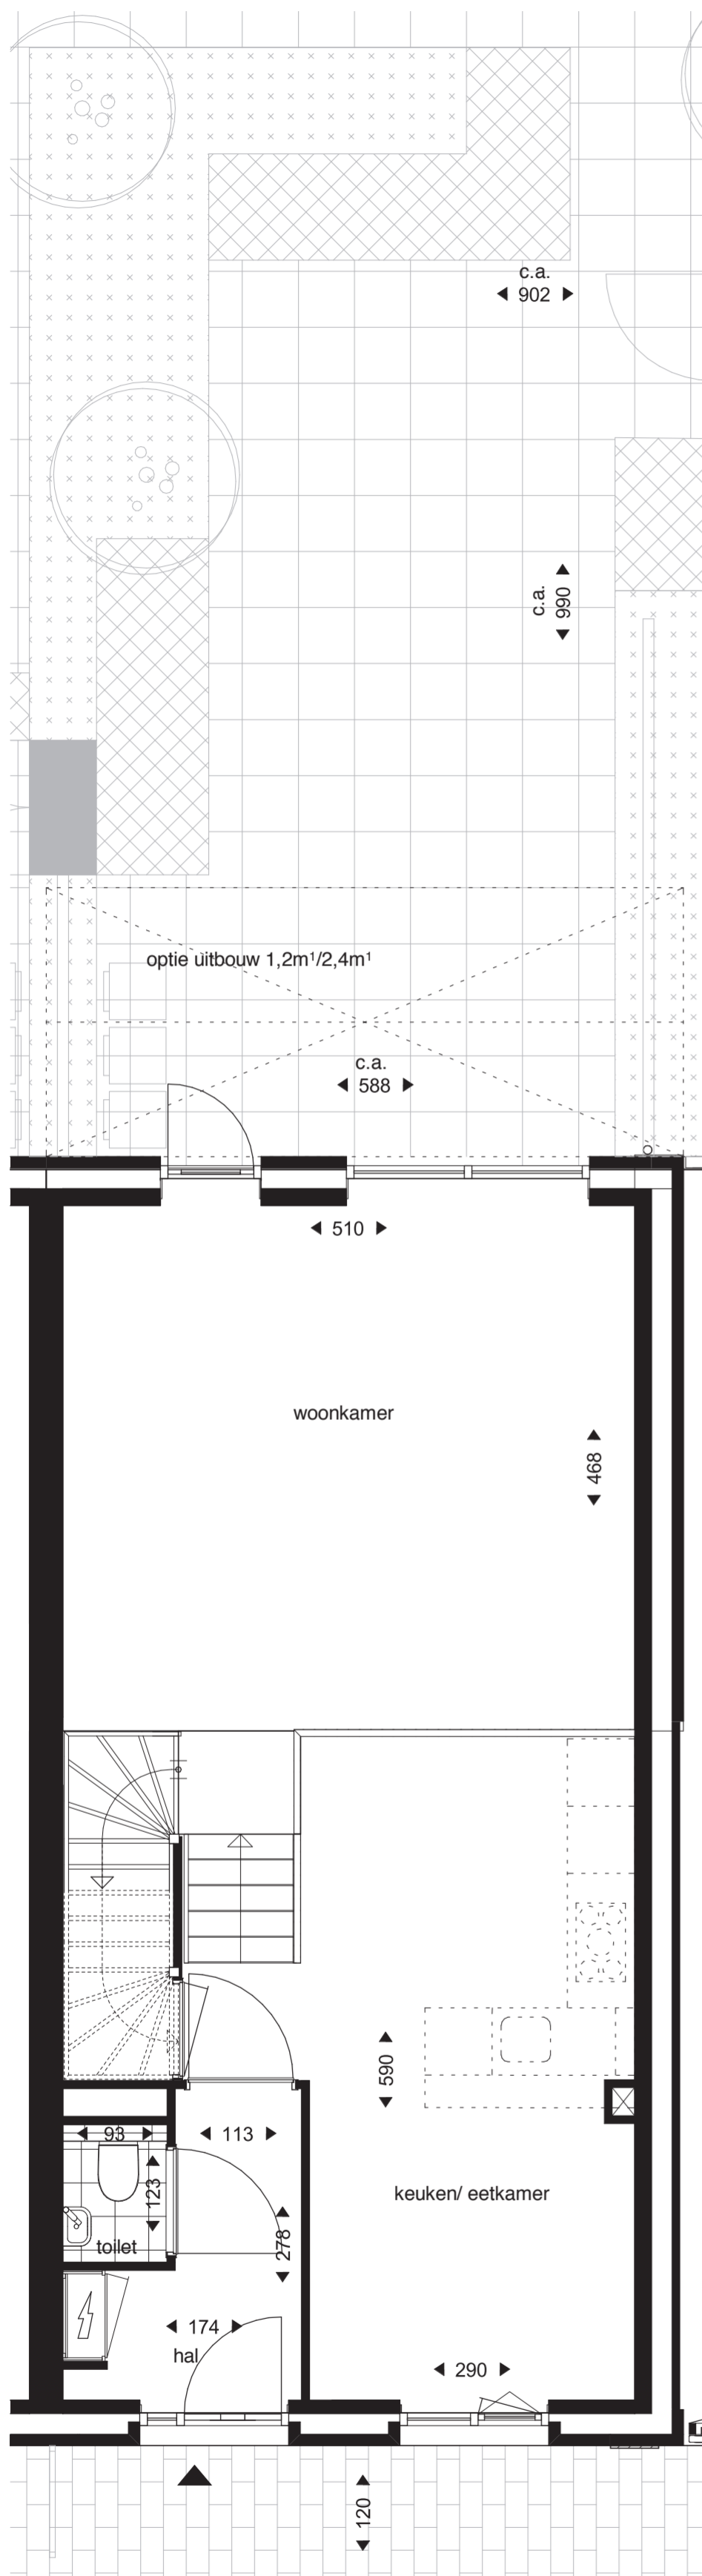 c.a.
902
c.a.
990
optie uitbouw 1,2m¹/2,4m¹
c.a.
588
510
woonkamer
468
590
93
113
123
keuken/ eetkamer
278
toilet
174
hal
290
120